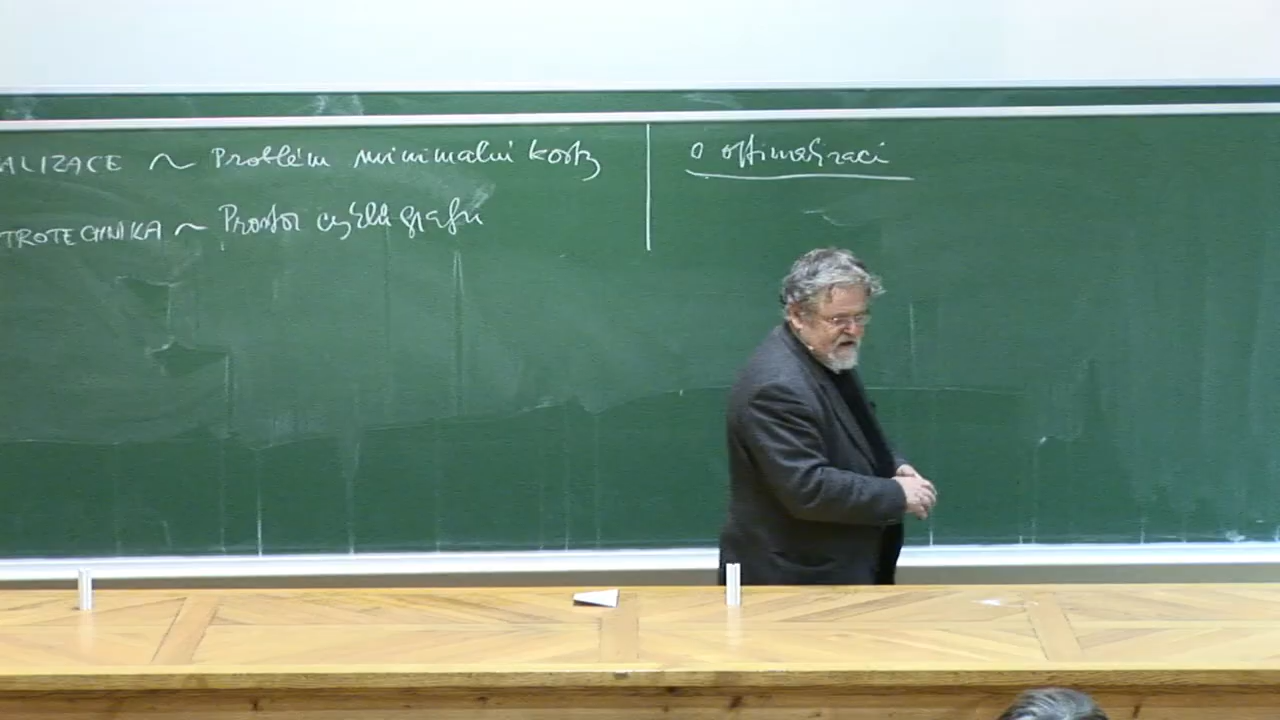 ALIZACE ~ Problém minimalní kostry
TROTECHNIKA ~ Prostor cyklů grafu
O optimalizaci